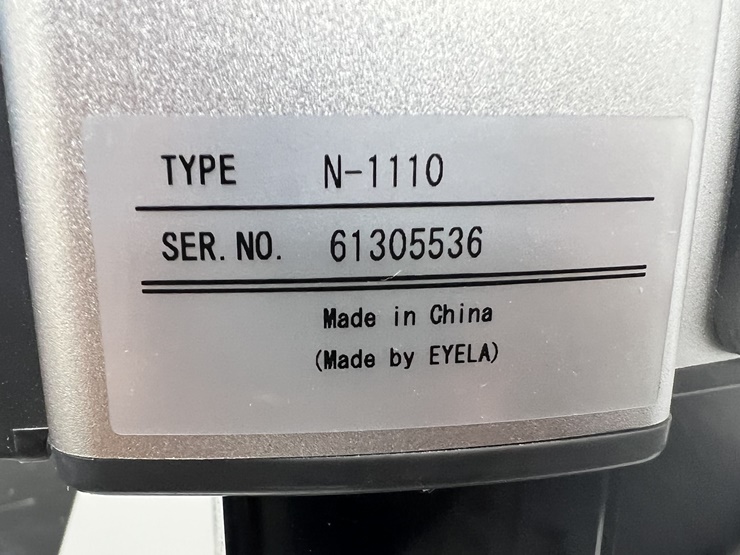 TYPE N-1110
SER. NO. 61305536
Made in China
(Made by EYELA)